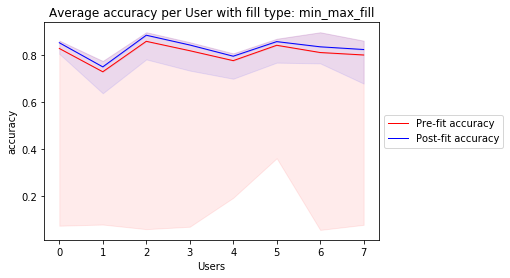 Average accuracy per User with fill type: min_max_fill
0.8
0.6
0.4
0.2
accuracy
0 1 2 3 4 5 6 7
Users
Pre-fit accuracy
Post-fit accuracy